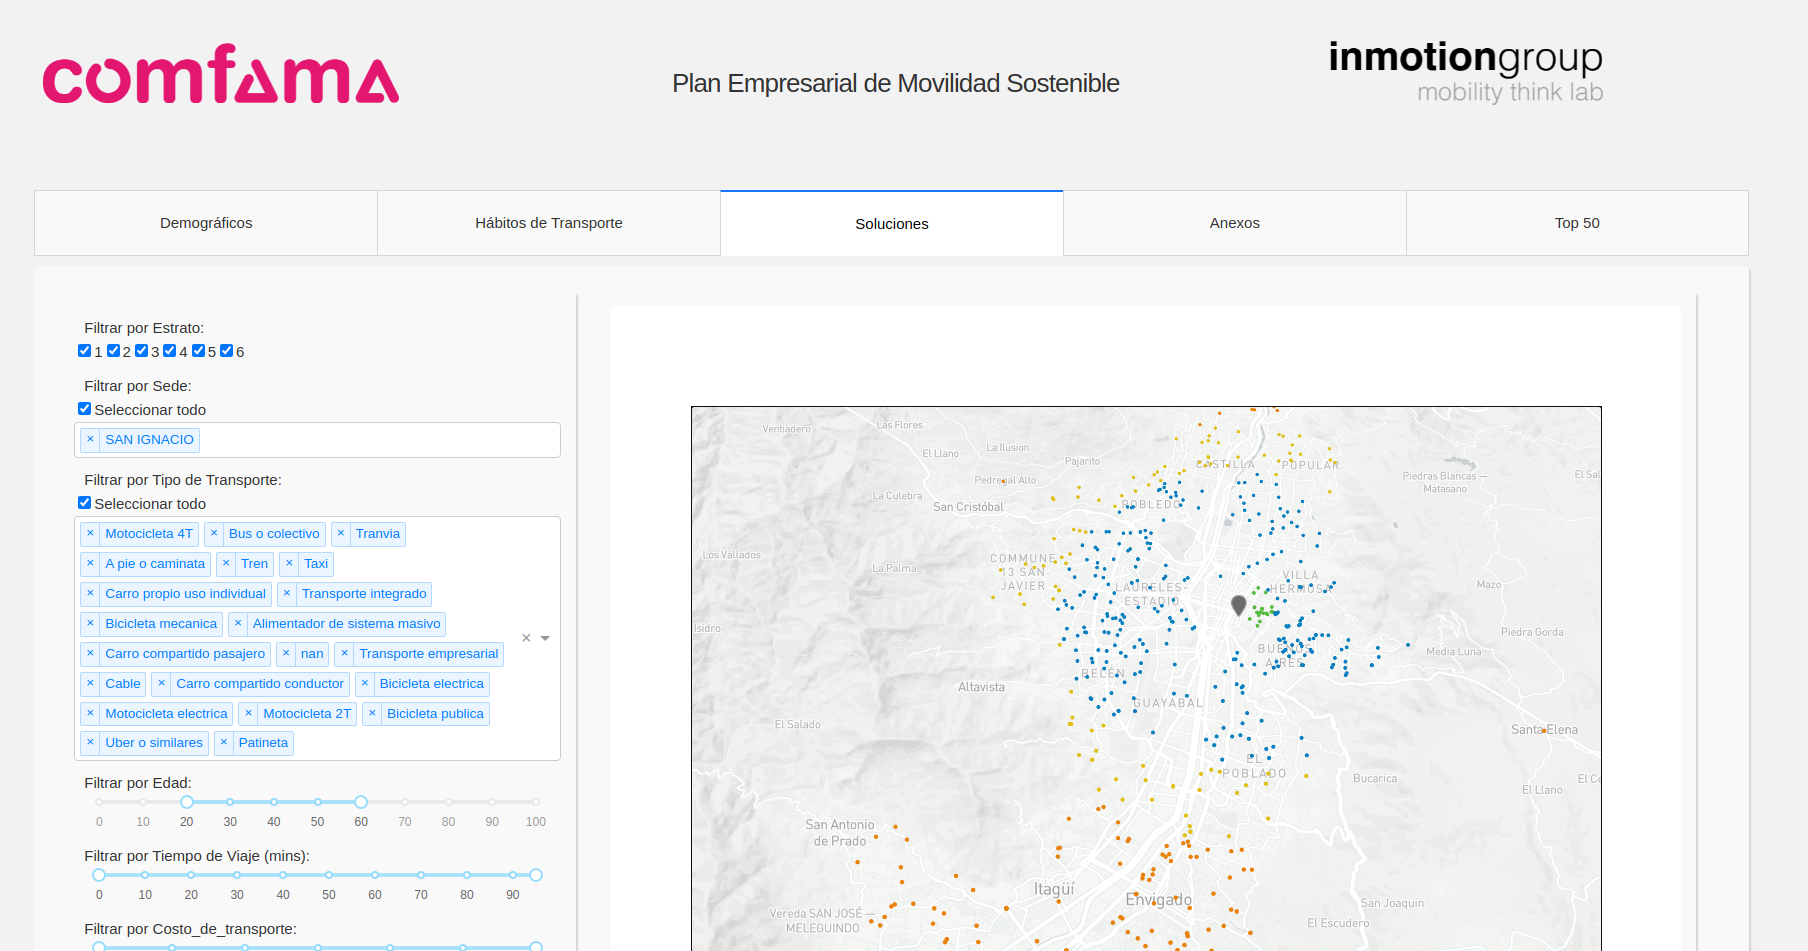 comfama
Plan Empresarial de Movilidad Sostenible
inmotiongroup
mobility think lab
Demográficos
Hábitos de Transporte
Soluciones
Anexos
Top 50
Filtrar por Estrato:
1 2 3 4 5 6
Filtrar por Sede:
Seleccionar todo
× SAN IGNACIO
Filtrar por Tipo de Transporte:
Seleccionar todo
× Motocicleta 4T × Bus o colectivo × Tranvia
× A pie o caminata × Tren × Taxi
× Carro propio uso individual × Transporte integrado
× Bicicleta mecanica × Alimentador de sistema masivo
× Carro compartido pasajero × nan × Transporte empresarial
× Cable × Carro compartido conductor × Bicicleta electrica
× Motocicleta electrica × Motocicleta 2T × Bicicleta publica
× Uber o similares × Patineta
×
Filtrar por Edad:
0 10 20 30 40 50 60 70 80 90 100
Filtrar por Tiempo de Viaje (mins):
0 10 20 30 40 50 60 70 80 90
Filtrar por Costo_de_transporte:
Ventiadero
Las Flores
El Llano
La Ilusion
Pajarito
CASTILLA
POPULAR
Pedregal Alto
Piedras Blancas —
Matasano
El Sal
La Culebra
San Cristóbal
ROBLEDO
Los Vallados
La Palma
COMMUNE
13 SAN
JAVIER
LAURELES-
ESTADIO
VILLA
HERMOSA
Mazo
Isidro
Piedra Gorda
BUENOS
AIRES
Media Luna
BELÉN
Altavista
GUAYABAL
El Salado
Santa Elena
EL
POBLADO
Bucarica
El Ce
El Llano
San Antonio
de Prado
Itagüí
Envigado
San Joaquin
Vereda SAN JOSÉ —
MELEGUINDO
El Escudero